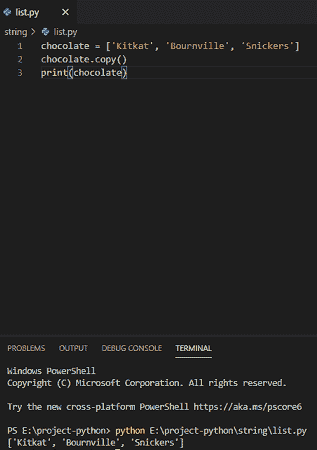 list.py
string > list.py
1 chocolate = ['Kitkat', 'Bournville', 'Snickers']
2 chocolate.copy()
3 print(chocolate)
PROBLEMS OUTPUT DEBUG CONSOLE TERMINAL
Windows PowerShell
Copyright (C) Microsoft Corporation. All rights reserved.
Try the new cross-platform PowerShell https://aka.ms/pscore6
PS E:\project-python> python E:\project-python\string\list.py
['Kitkat', 'Bournville', 'Snickers']